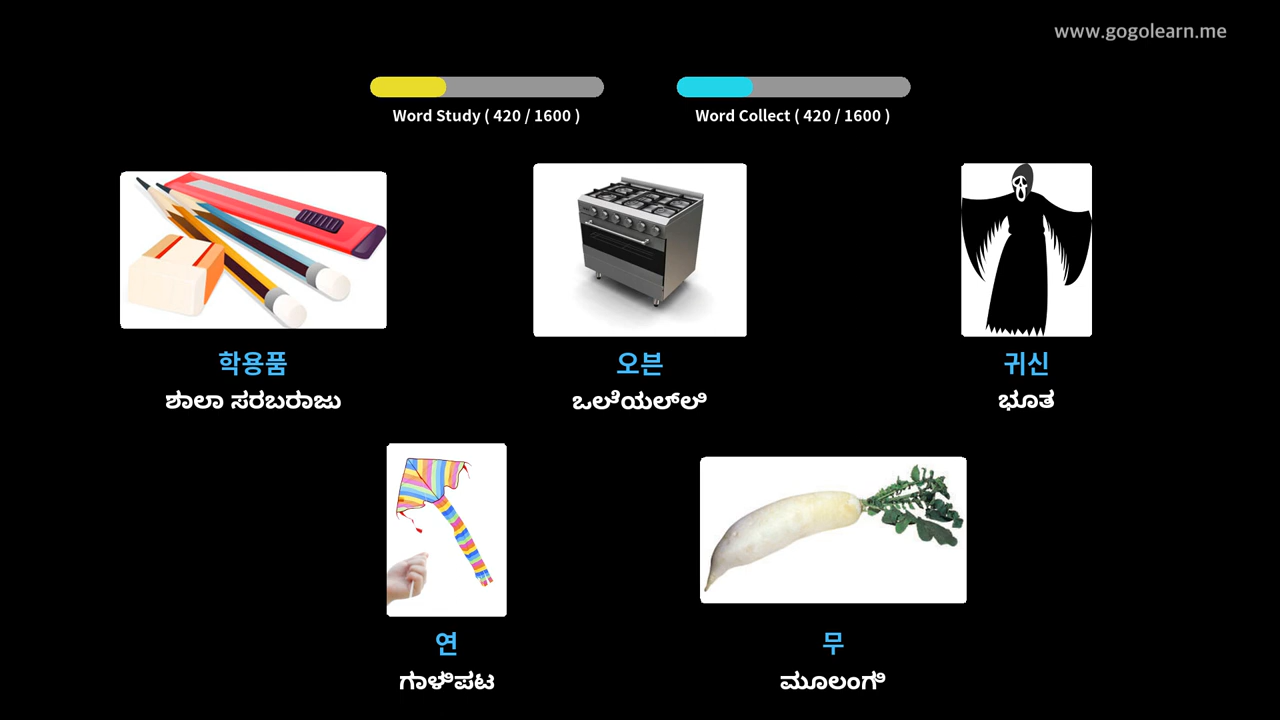 www.gogolearn.me
Word Study ( 420 / 1600 )
Word Collect ( 420 / 1600 )
학용품
ಶಾಲಾ ಸರಬರಾಜು
오븐
ಒಲೆಯಲ್ಲಿ
귀신
ಭೂತ
연
ಗಾಳಿಪಟ
무
ಮೂಲಂಗಿ